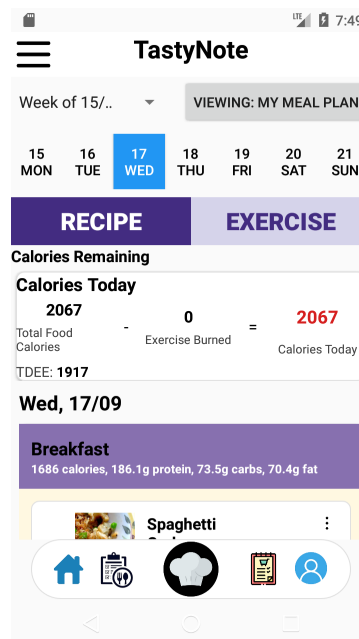 LTE 7:49
TastyNote
Week of 15/..
VIEWING: MY MEAL PLAN
15 16 17 18 19 20 21
MON TUE WED THU FRI SAT SUN
RECIPE EXERCISE
Calories Remaining
Calories Today
2067 - 0 = 2067
Total Food Calories
Exercise Burned
Calories Today
TDEE: 1917
Wed, 17/09
Breakfast
1686 calories, 186.1g protein, 73.5g carbs, 70.4g fat
Spaghetti